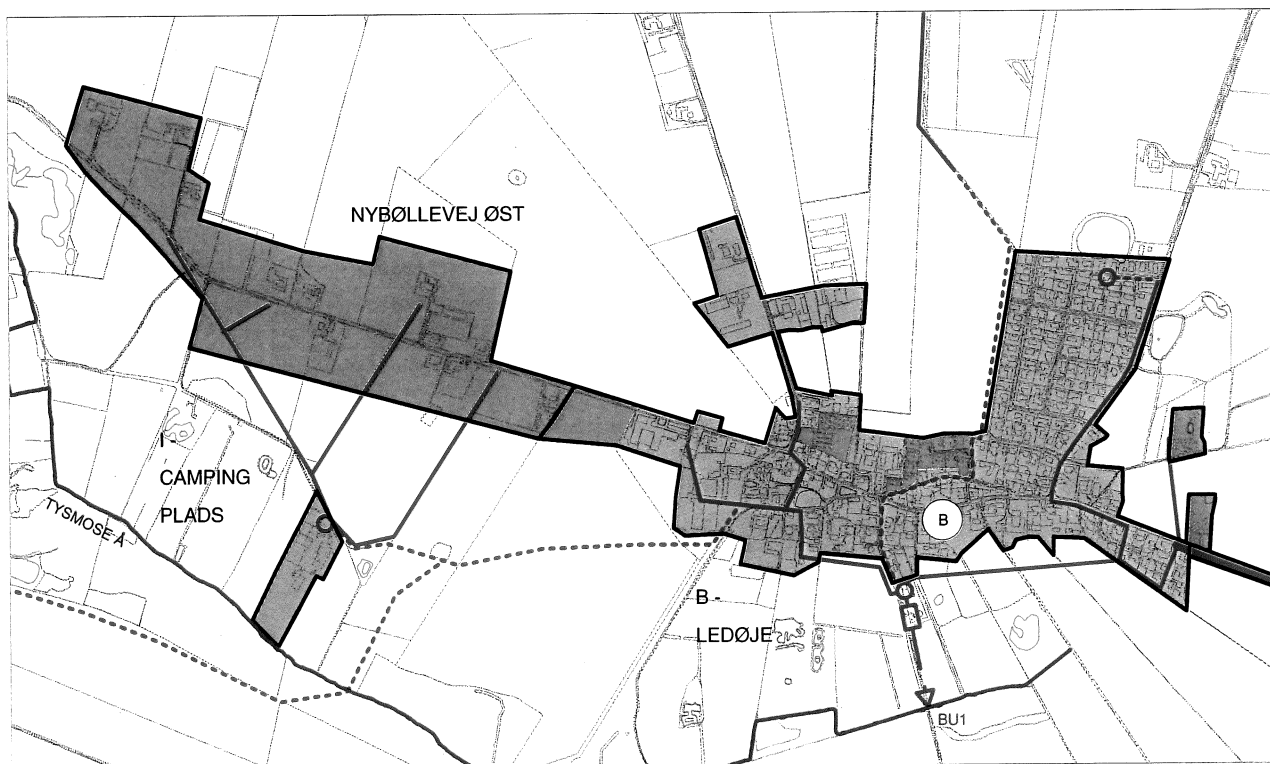 NYBØLLEVEJ ØST
I -
CAMPING
PLADS
TYSMOSE Å
B
B -
LEDØJE
BU1